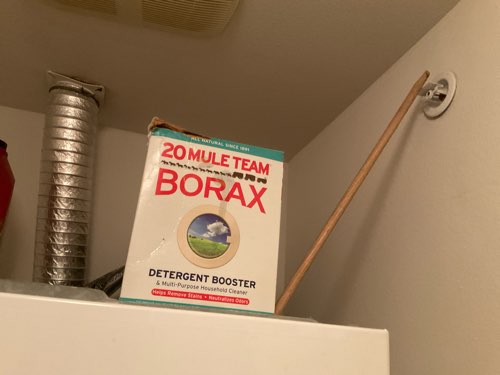 ALL NATURAL SINCE 1891
20 MULE TEAM
BORAX
DETERGENT BOOSTER
& Multi-Purpose Household Cleaner
Helps Remove Stains • Neutralizes Odors